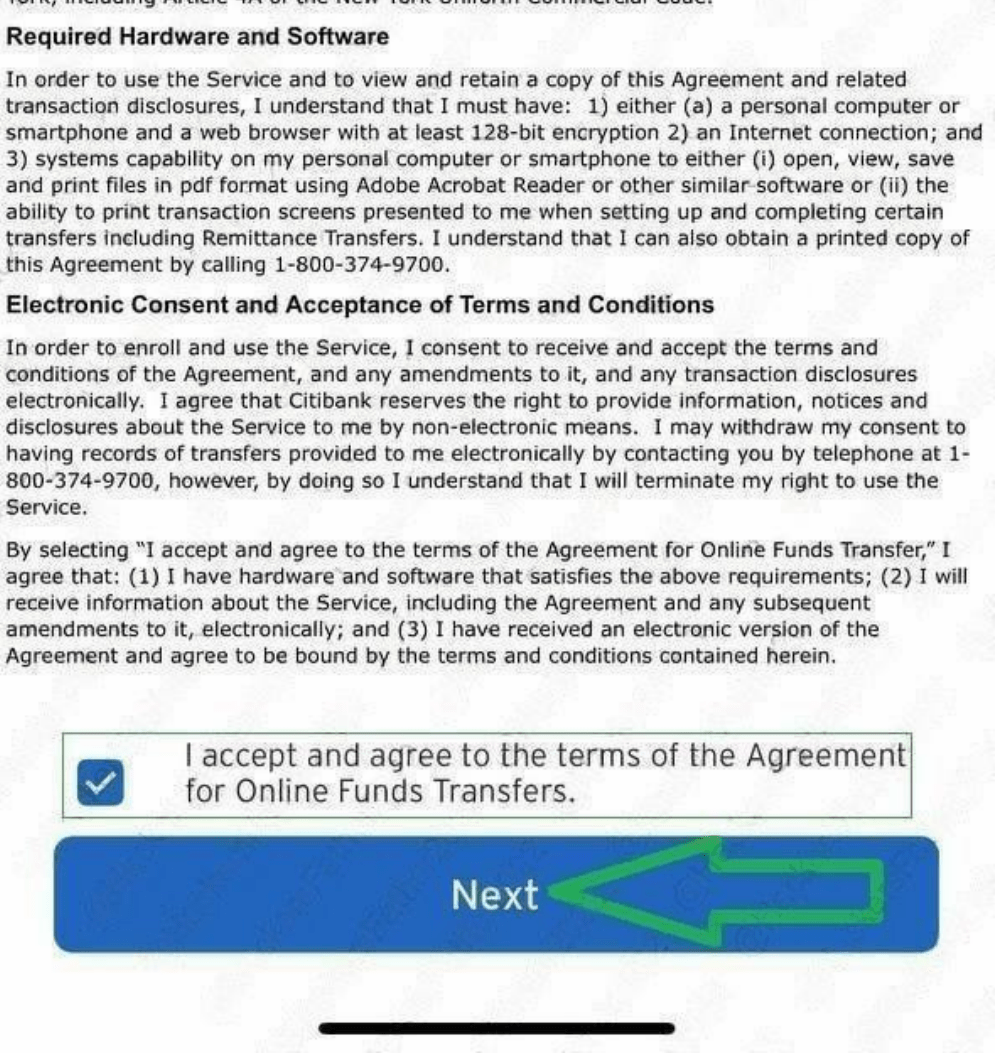 Required Hardware and Software
In order to use the Service and to view and retain a copy of this Agreement and related
transaction disclosures, I understand that I must have:  1) either (a) a personal computer or
smartphone and a web browser with at least 128-bit encryption 2) an Internet connection; and
3) systems capability on my personal computer or smartphone to either (i) open, view, save
and print files in pdf format using Adobe Acrobat Reader or other similar software or (ii) the
ability to print transaction screens presented to me when setting up and completing certain
transfers including Remittance Transfers. I understand that I can also obtain a printed copy of
this Agreement by calling 1-800-374-9700.
Electronic Consent and Acceptance of Terms and Conditions
In order to enroll and use the Service, I consent to receive and accept the terms and
conditions of the Agreement, and any amendments to it, and any transaction disclosures
electronically.  I agree that Citibank reserves the right to provide information, notices and
disclosures about the Service to me by non-electronic means.  I may withdraw my consent to
having records of transfers provided to me electronically by contacting you by telephone at 1-
800-374-9700, however, by doing so I understand that I will terminate my right to use the
Service.
By selecting “I accept and agree to the terms of the Agreement for Online Funds Transfer,” I
agree that: (1) I have hardware and software that satisfies the above requirements; (2) I will
receive information about the Service, including the Agreement and any subsequent
amendments to it, electronically; and (3) I have received an electronic version of the
Agreement and agree to be bound by the terms and conditions contained herein.
I accept and agree to the terms of the Agreement
for Online Funds Transfers.
Next